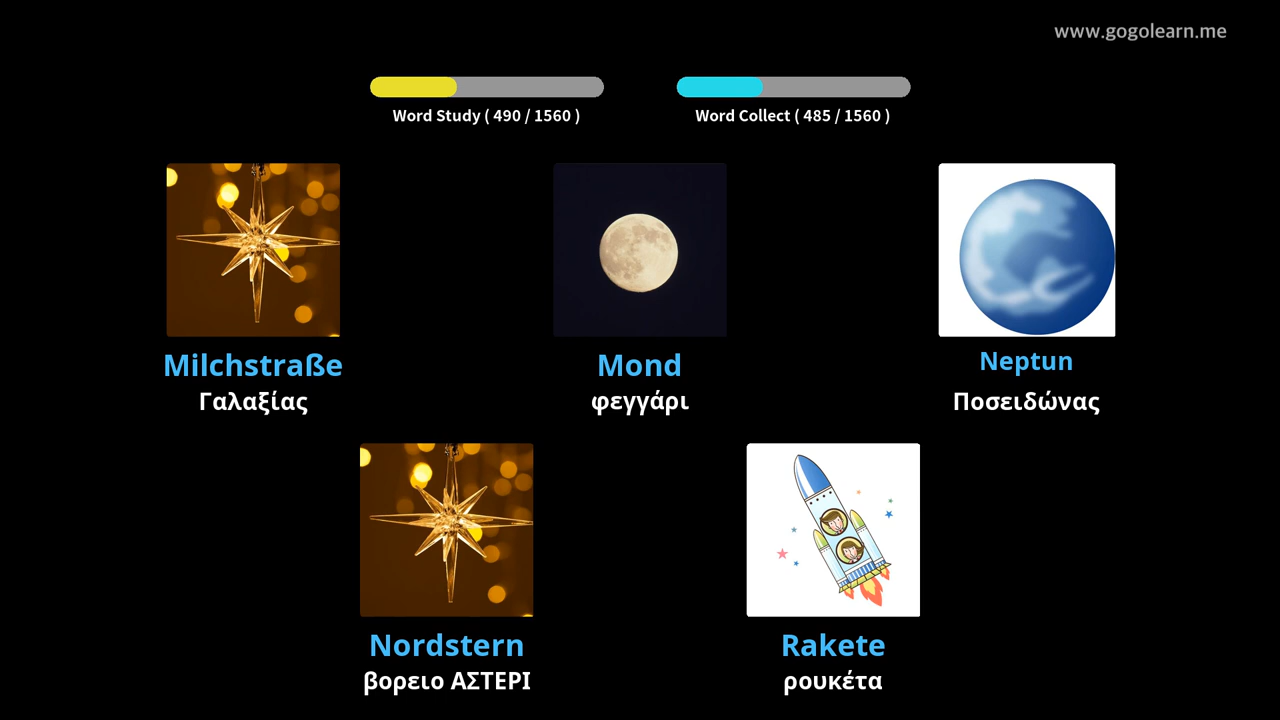 www.gogolearn.me
Word Study ( 490 / 1560 )
Word Collect ( 485 / 1560 )
Milchstraße
Γαλαξίας
Mond
φεγγάρι
Neptun
Ποσειδώνας
Nordstern
βορειο ΑΣΤΕΡΙ
Rakete
ρουκέτα